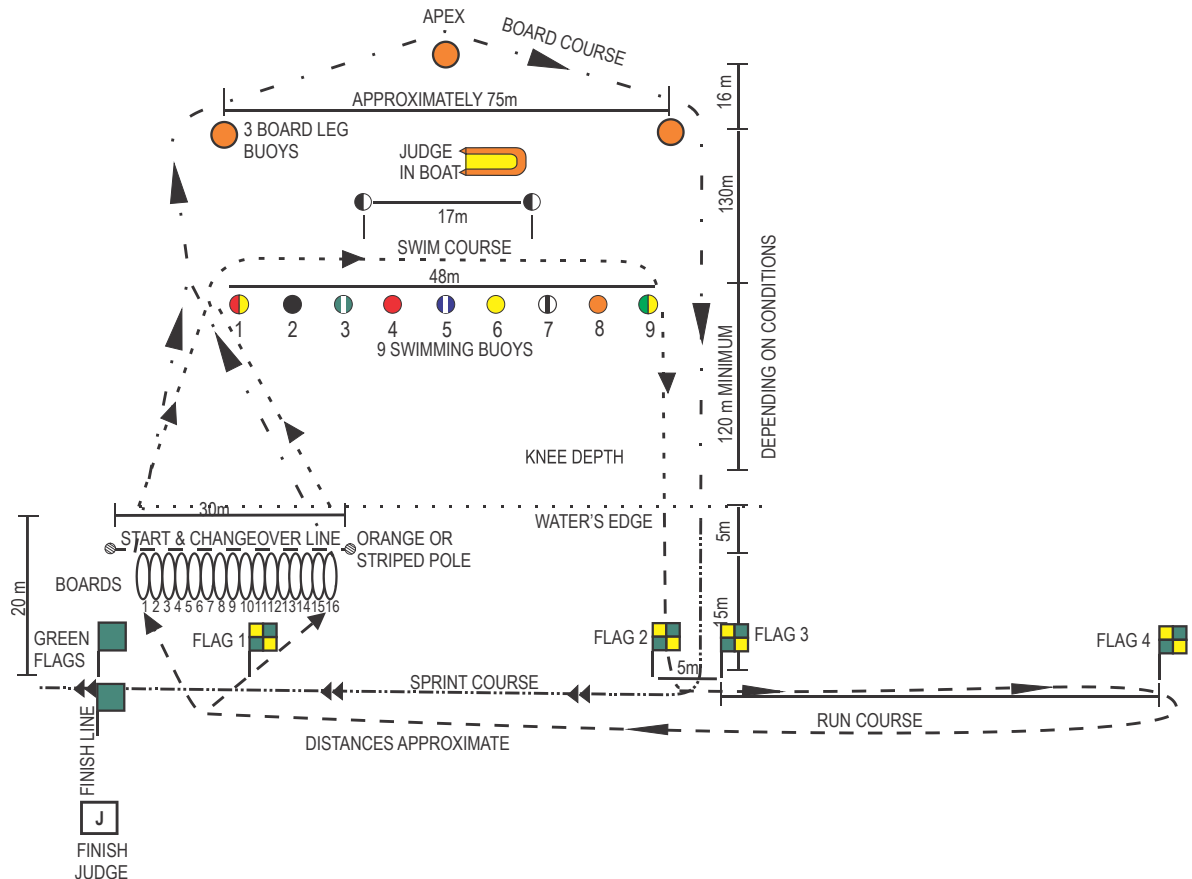 APEX
BOARD COURSE
APPROXIMATELY 75m
16 m
3 BOARD LEG
BUOYS
JUDGE
IN BOAT
130m
17m
SWIM COURSE
48m
1 2 3 4 5 6 7 8 9
9 SWIMMING BUOYS
120 m MINIMUM
DEPENDING ON CONDITIONS
KNEE DEPTH
30m
WATER'S EDGE
5m
START & CHANGEOVER LINE
ORANGE OR
STRIPED POLE
BOARDS
20 m
1 2 3 4 5 6 7 8 9 10 11 12 13 14 15 16
15m
GREEN
FLAGS
FLAG 1
FLAG 2
FLAG 3
FLAG 4
5m
SPRINT COURSE
RUN COURSE
DISTANCES APPROXIMATE
FINISH LINE
J
FINISH
JUDGE